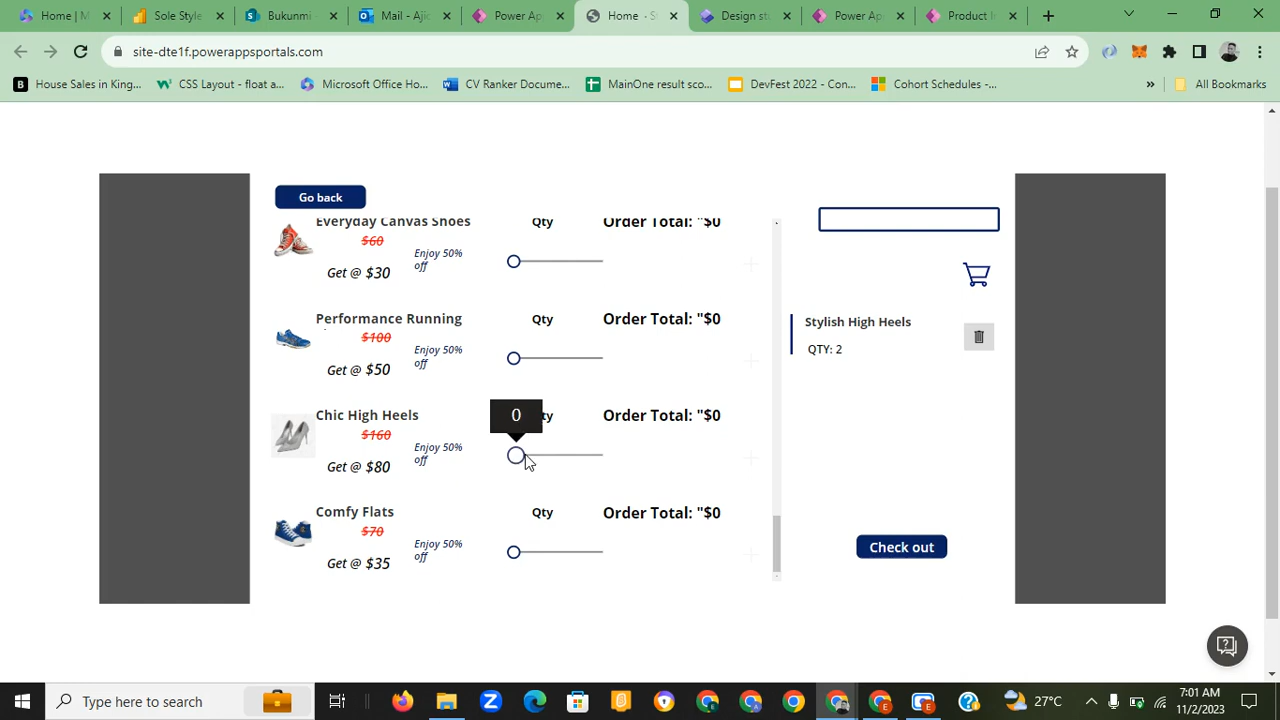 Home | M
Sole Style
Bukunmi -
Mail - Ajic
Power Ap
Home - S
Design stu
Power Ap
Product I
site-dte1f.powerappsportals.com
House Sales in King...
CSS Layout - float a...
Microsoft Office Ho...
CV Ranker Docume...
MainOne result sco...
DevFest 2022 - Con...
Cohort Schedules -...
»
All Bookmarks
Go back
Everyday Canvas Shoes
Qty
Order Total: "$0
$60
Enjoy 50% off
Get @ $30
Performance Running
Qty
Order Total: "$0
$100
Enjoy 50% off
Get @ $50
Chic High Heels
0
ty
Order Total: "$0
$160
Enjoy 50% off
Get @ $80
Comfy Flats
Qty
Order Total: "$0
$70
Enjoy 50% off
Get @ $35
Stylish High Heels
QTY: 2
Check out
Type here to search
27°C
7:01 AM
11/2/2023